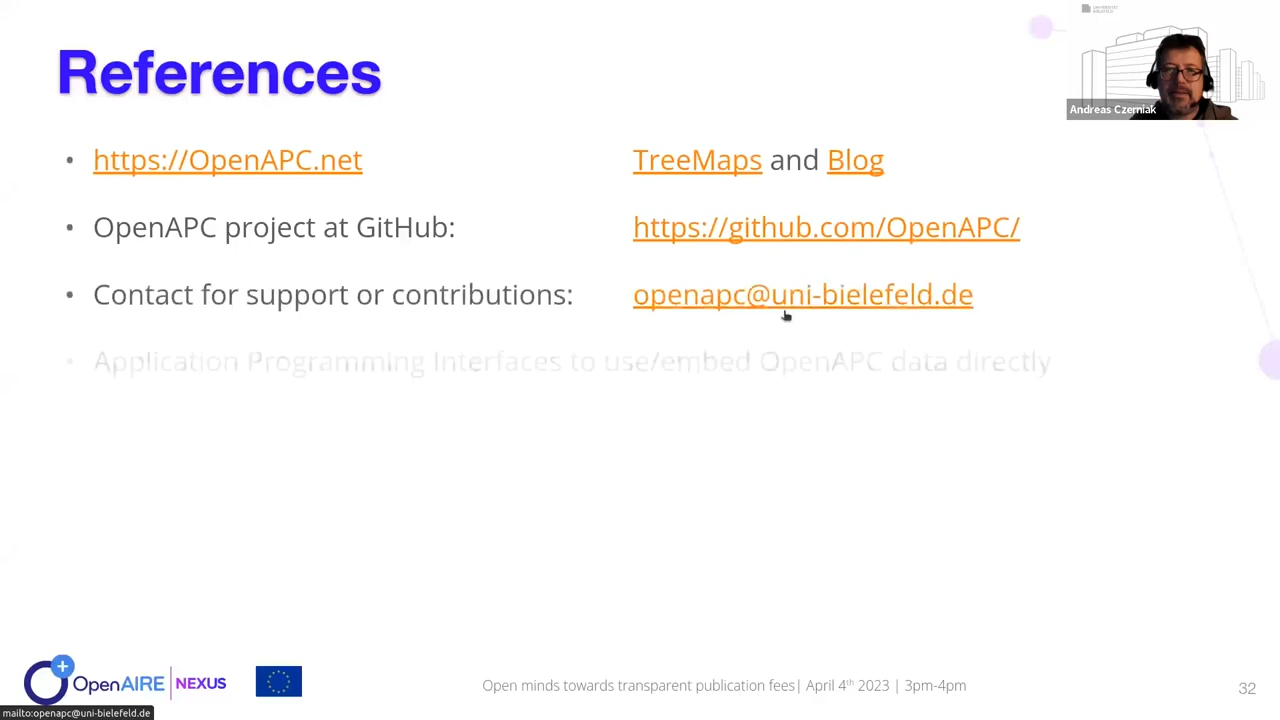 References
Andreas Czerniak
• https://OpenAPC.net TreeMaps and Blog
• OpenAPC project at GitHub: https://github.com/OpenAPC/
• Contact for support or contributions: openapc@uni-bielefeld.de
• Application Programming Interfaces to use/embed OpenAPC data directly
OpenAIRE | NEXUS
Open minds towards transparent publication fees| April 4th 2023 | 3pm-4pm
32
mailto:openapc@uni-bielefeld.de